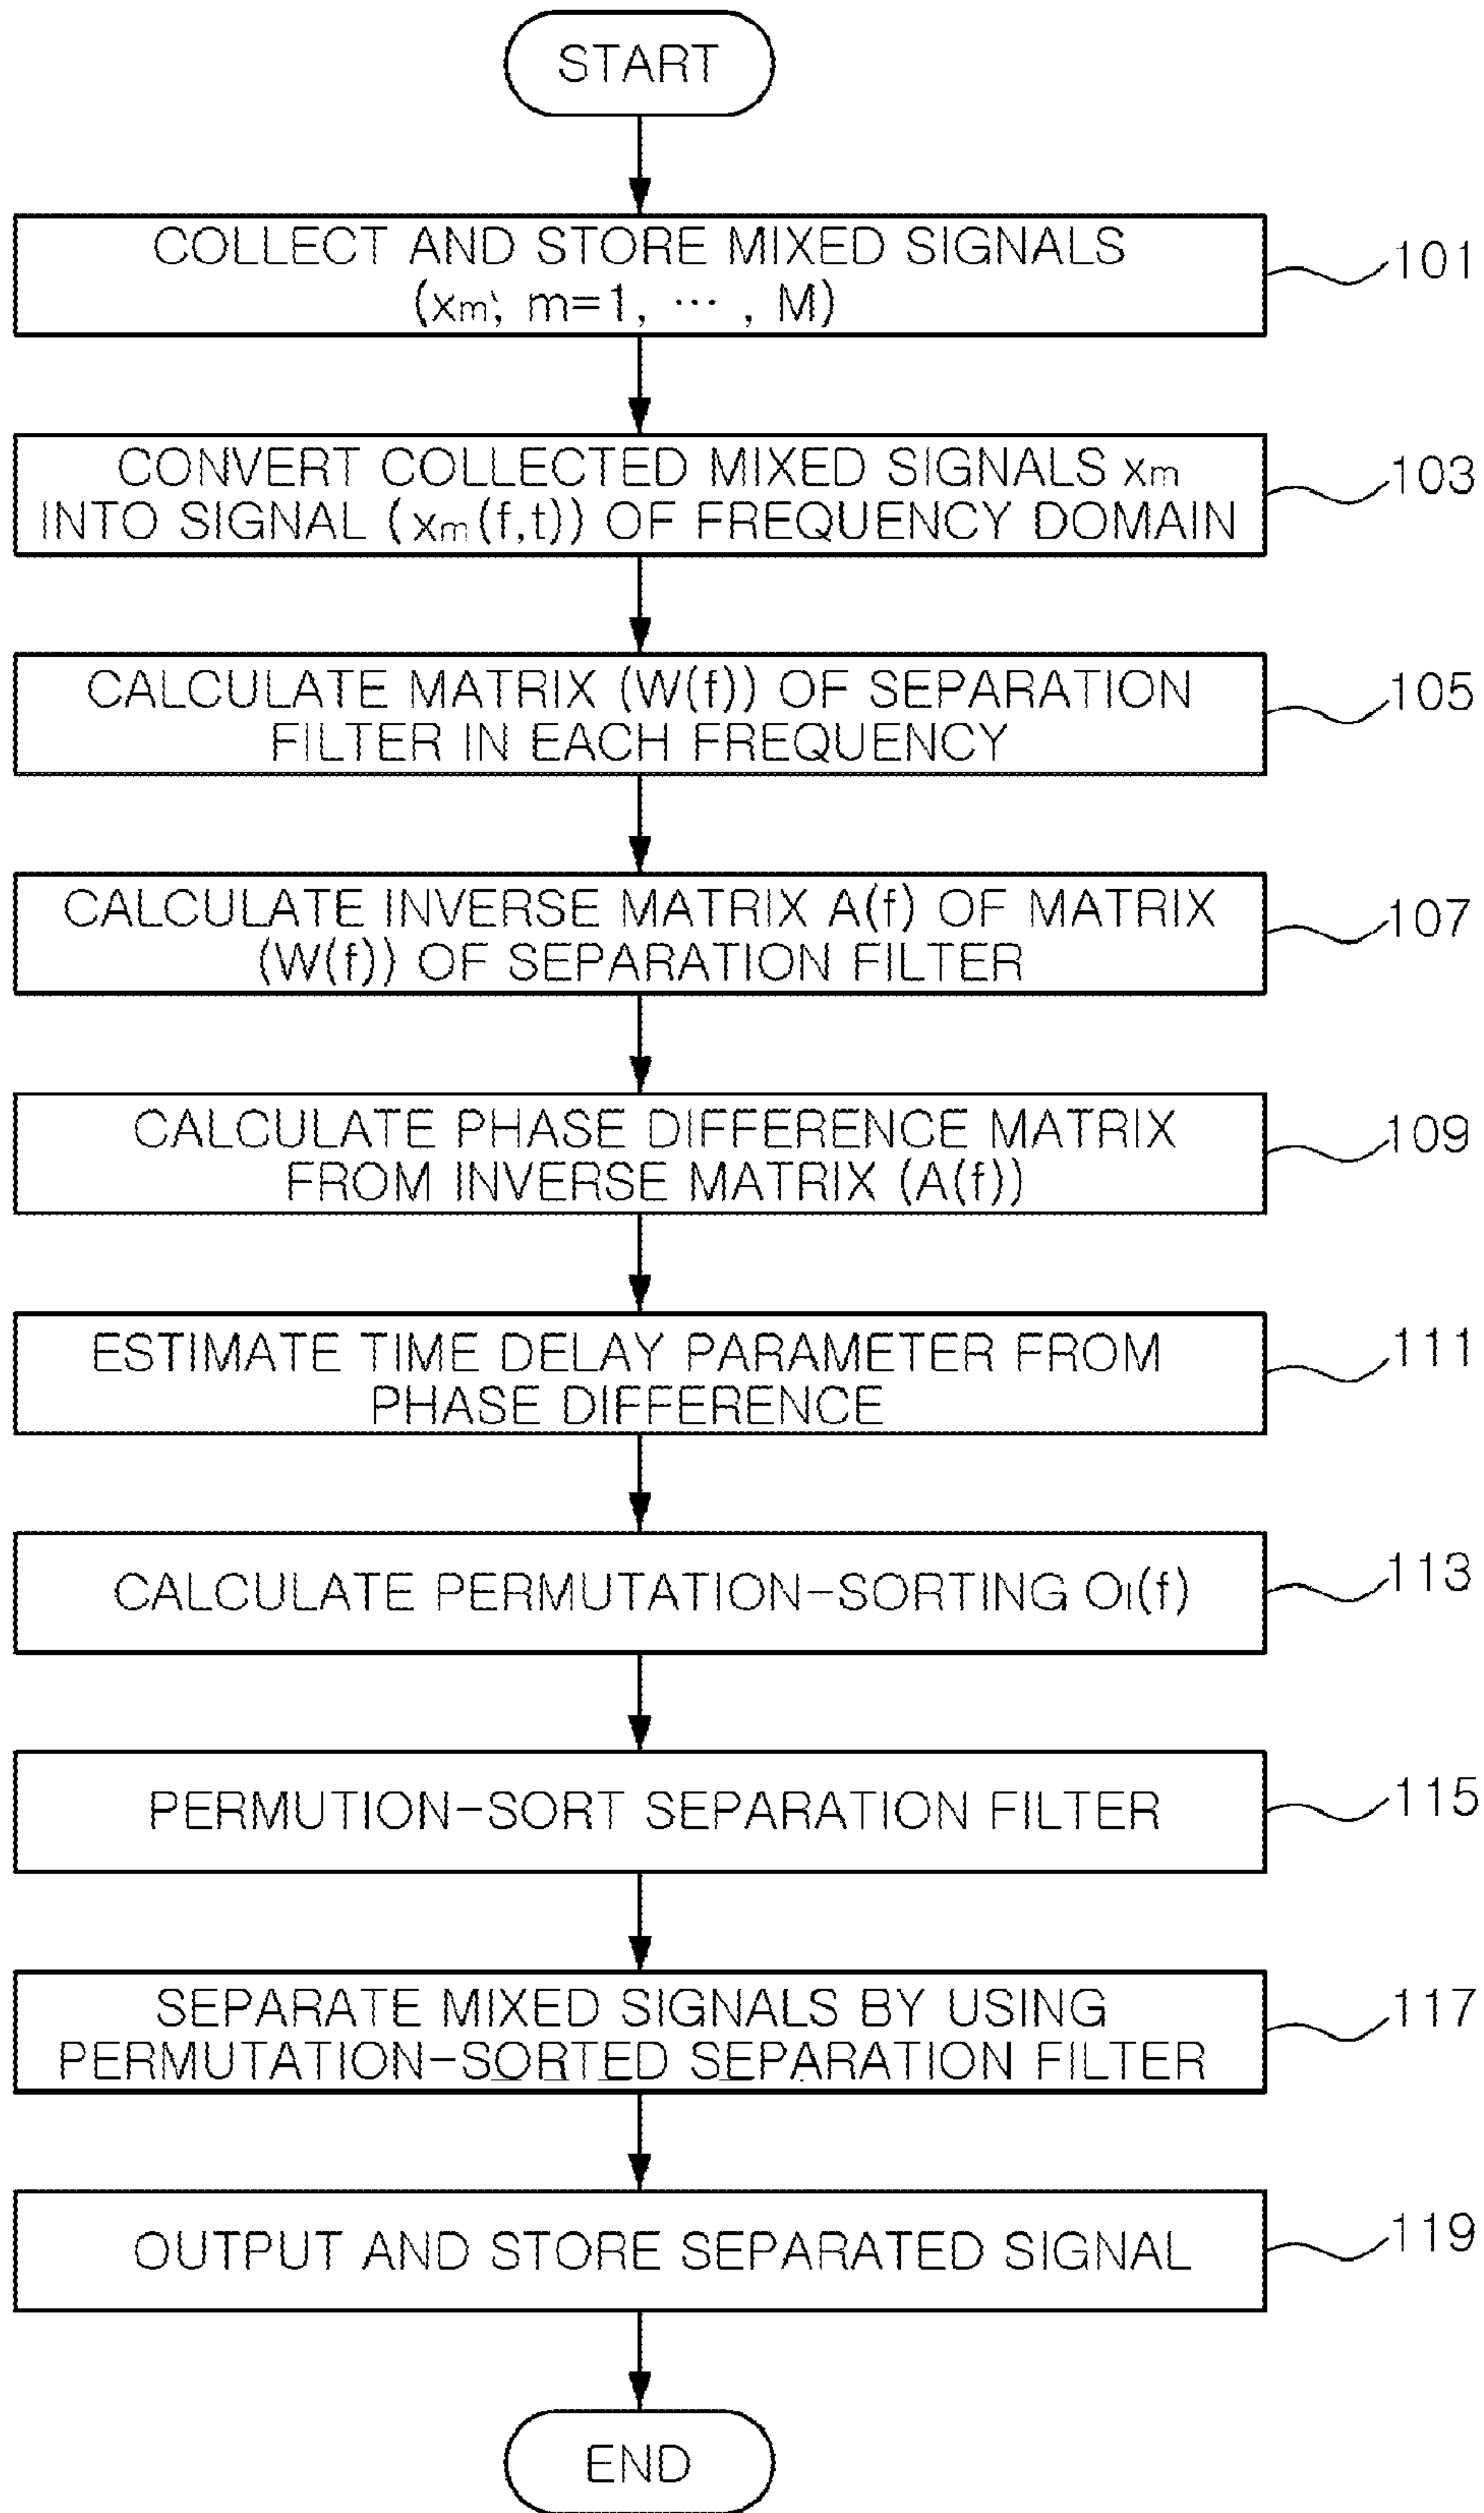 START
COLLECT AND STORE MIXED SIGNALS
(xm; m=1, ··· , M)
101
CONVERT COLLECTED MIXED SIGNALS xm
INTO SIGNAL (xm(f,t)) OF FREQUENCY DOMAIN
103
CALCULATE MATRIX (W(f)) OF SEPARATION
FILTER IN EACH FREQUENCY
105
CALCULATE INVERSE MATRIX A(f) OF MATRIX
(W(f)) OF SEPARATION FILTER
107
CALCULATE PHASE DIFFERENCE MATRIX
FROM INVERSE MATRIX (A(f))
109
ESTIMATE TIME DELAY PARAMETER FROM
PHASE DIFFERENCE
111
CALCULATE PERMUTATION-SORTING Ol(f)
113
PERMUTION-SORT SEPARATION FILTER
115
SEPARATE MIXED SIGNALS BY USING
PERMUTATION-SORTED SEPARATION FILTER
117
OUTPUT AND STORE SEPARATED SIGNAL
119
END